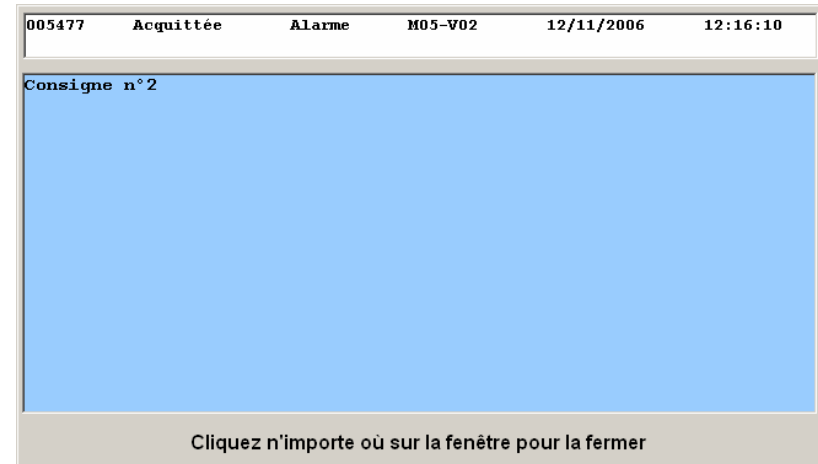 005477 Acquittée Alarme M05-V02 12/11/2006 12:16:10
Consigne n°2
Cliquez n'importe où sur la fenêtre pour la fermer